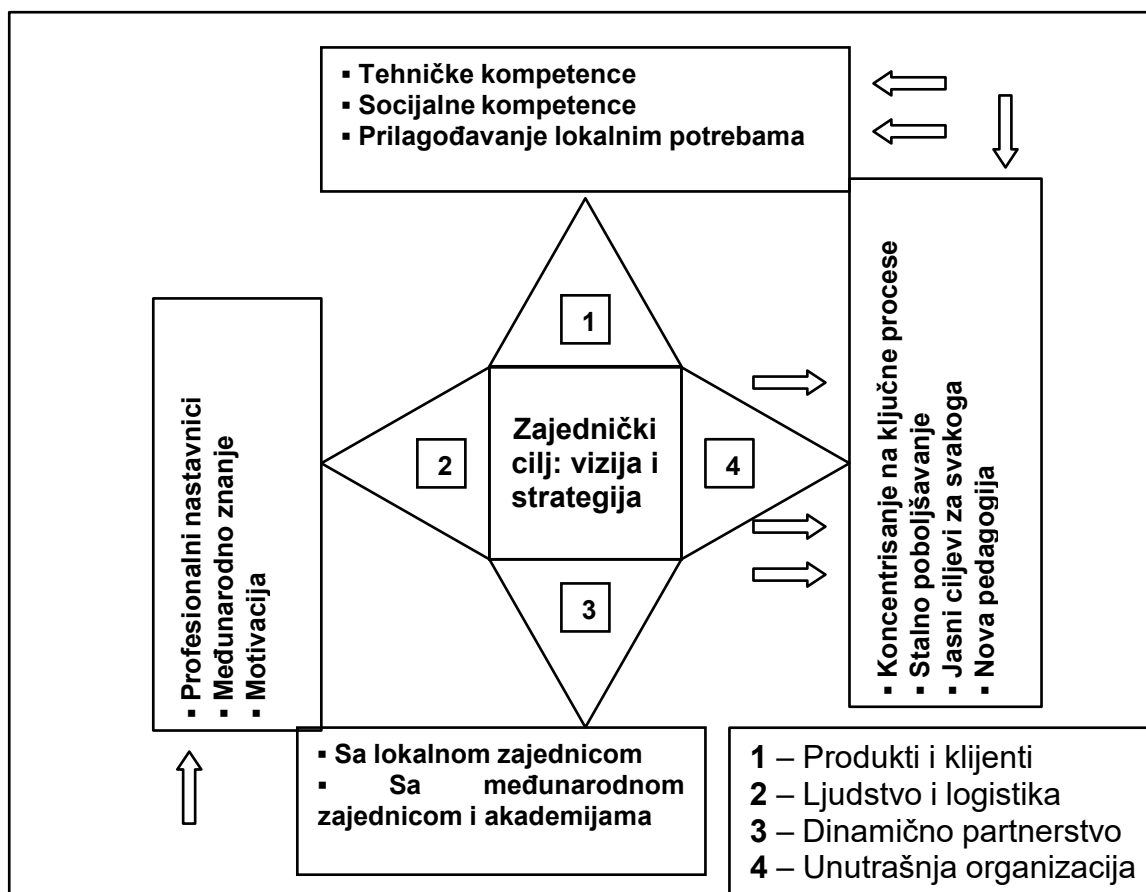 ▪ Tehničke kompetence
▪ Socijalne kompetence
▪ Prilagođavanje lokalnim potrebama
1
▪ Profesionalni nastavnici
▪ Međunarodno znanje
▪ Motivacija
2
Zajednički
cilj: vizija i
strategija
4
▪ Koncentrisanje na ključne procese
▪ Stalno poboljšavanje
▪ Jasni ciljevi za svakoga
▪ Nova pedagogija
3
▪ Sa lokalnom zajednicom
▪ Sa međunarodnom
zajednicom i akademijama
1 – Produkti i klijenti
2 – Ljudstvo i logistika
3 – Dinamično partnerstvo
4 – Unutrašnja organizacija